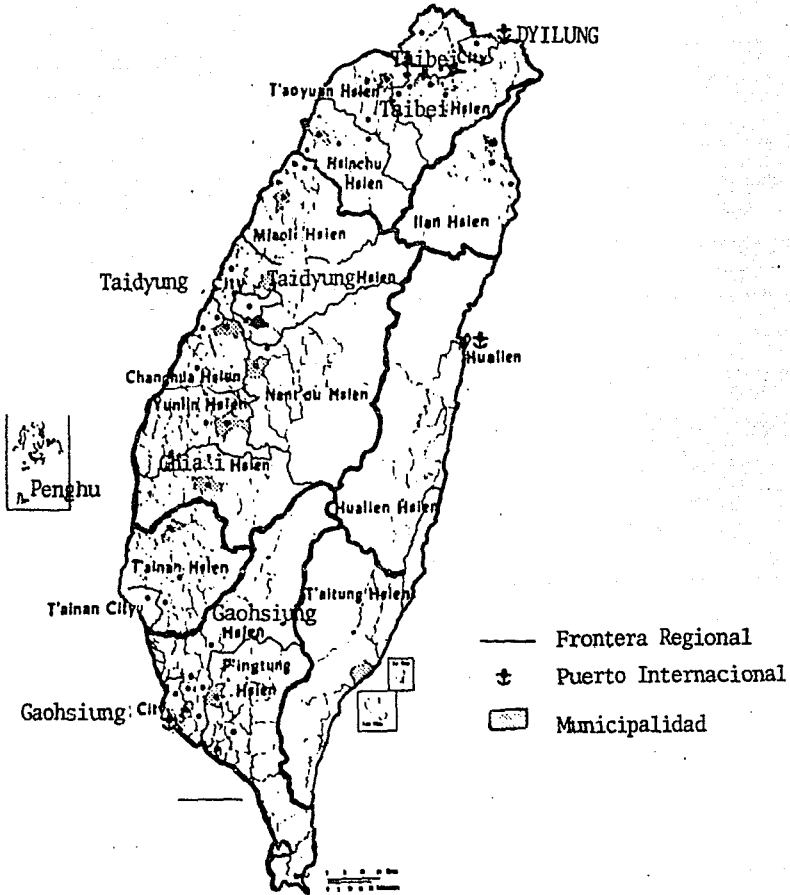 DYILUNG
Taibei City
T'aoyuan Hsien
Taibei Hsien
Hsinchu
Hsien
Ilan Hsien
Miaoli Hsien
Taidyung City
Taidyung Hsien
Hualien
Changhua Hsien
Nant'ou Hsien
Yunlin Hsien
Hsien
Penghu
Hualien Hsien
T'ainan Hsien
T'aitung Hsien
T'ainan City
Gaohsiung
Hsien
P'ingtung
Hsien
Gaohsiung City
Frontera Regional
Puerto Internacional
Municipalidad